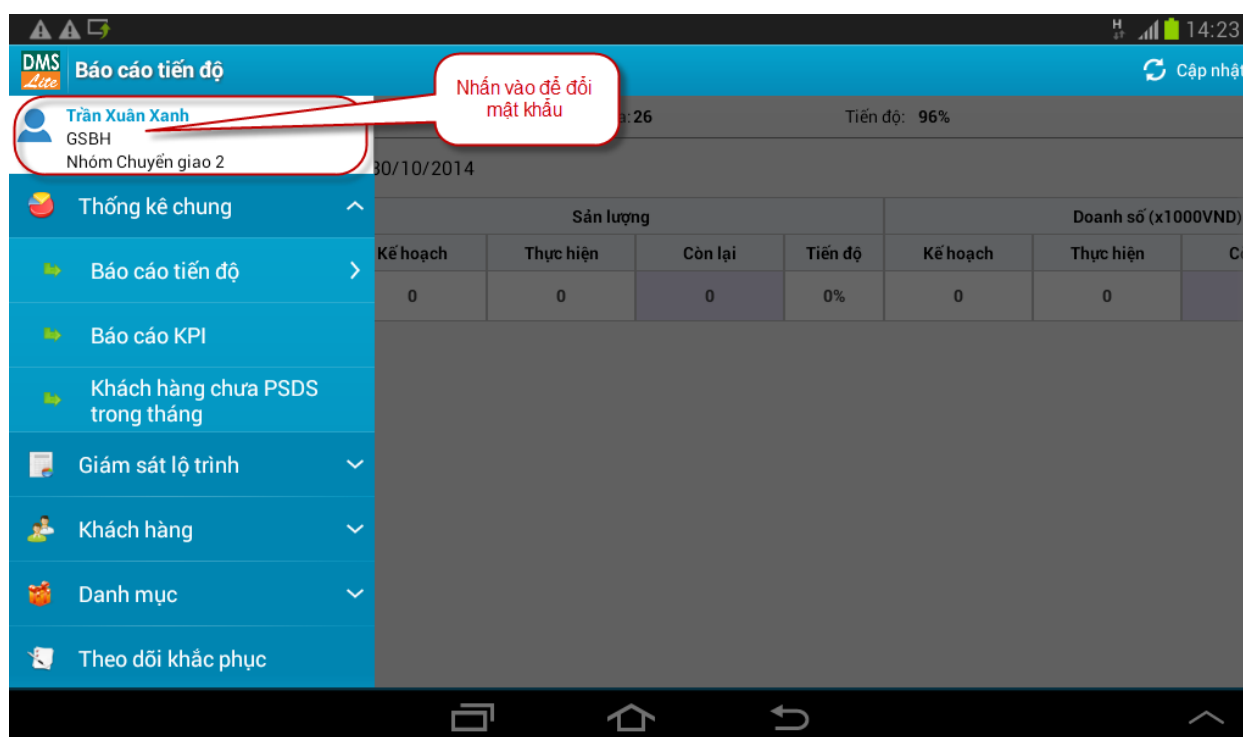 H
14:23
DMS
Lite
Báo cáo tiến độ
Cập nhật
Nhấn vào để đổi
mật khẩu
Trần Xuân Xanh
GSBH
Nhóm Chuyển giao 2
26
Tiến độ: 96%
30/10/2014
Thống kê chung
Sản lượng
Doanh số (x1000VND)
Kế hoạch
Thực hiện
Còn lại
Tiến độ
Kế hoạch
Thực hiện
Báo cáo tiến độ
0
0
0
0%
0
0
Báo cáo KPI
Khách hàng chưa PSDS
trong tháng
Giám sát lộ trình
Khách hàng
Danh mục
Theo dõi khắc phục